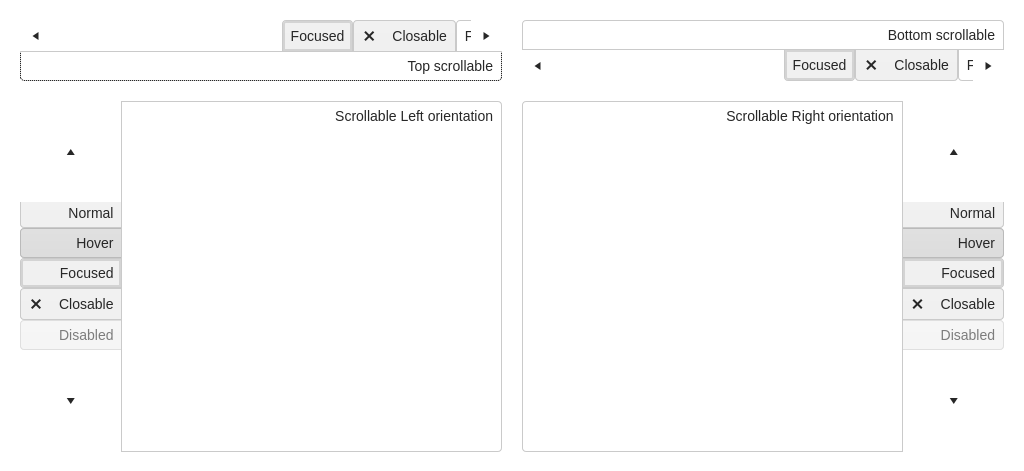 Focused ✕ Closable
Top scrollable
Bottom scrollable
Focused ✕ Closable
Scrollable Left orientation
Normal
Hover
Focused
✕ Closable
Disabled
Scrollable Right orientation
Normal
Hover
Focused
✕ Closable
Disabled